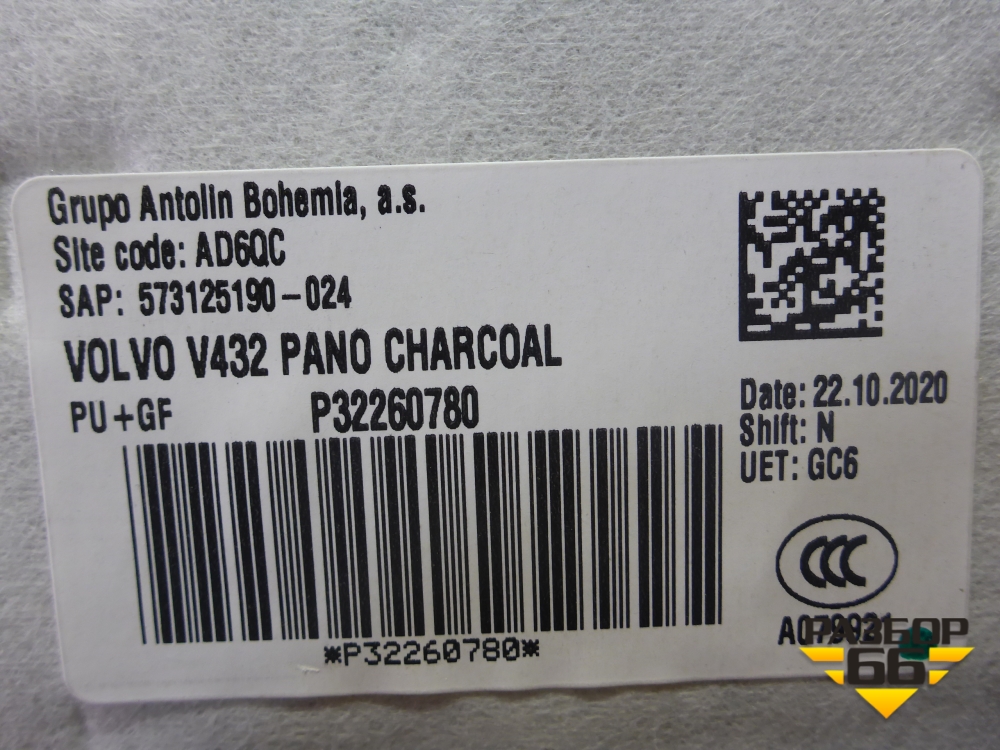 Grupo Antolin Bohemia, a.s.
Site code: AD6QC
SAP: 573125190-024
VOLVO V432 PANO CHARCOAL
PU+GF P32260780
*P32260780*
Date: 22.10.2020
Shift: N
UET: GC6
CCC
РАЗБОР
66